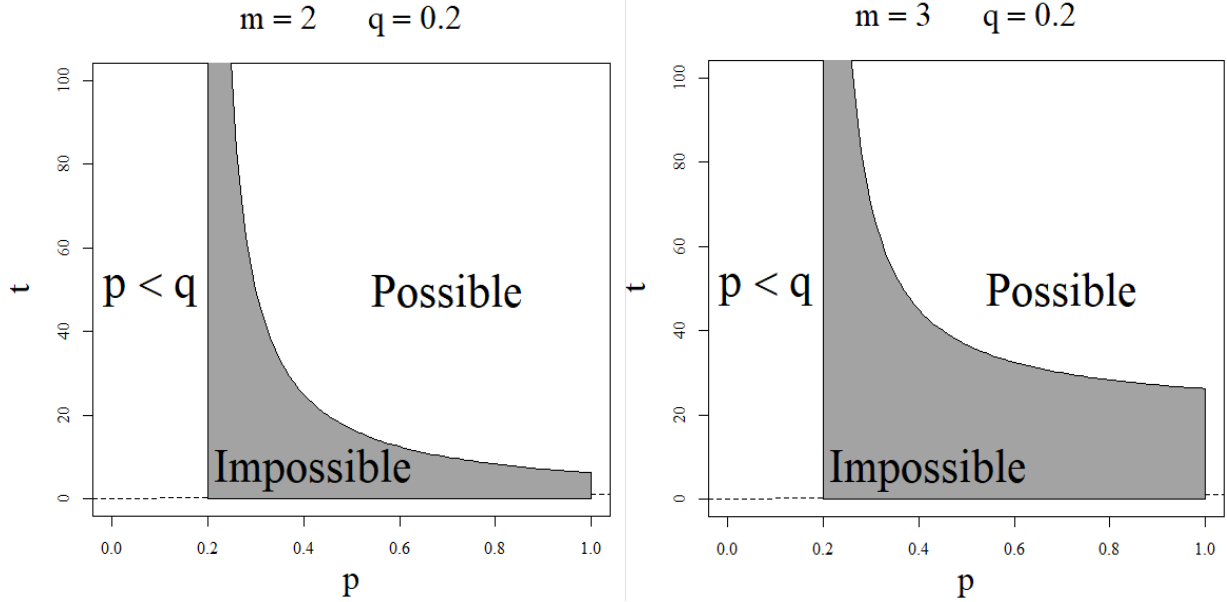 m = 2 q = 0.2
100
80
60
40
20
0
t
p < q
Possible
Impossible
0.0 0.2 0.4 0.6 0.8 1.0
p
m = 3 q = 0.2
100
80
60
40
20
0
t
p < q
Possible
Impossible
0.0 0.2 0.4 0.6 0.8 1.0
p